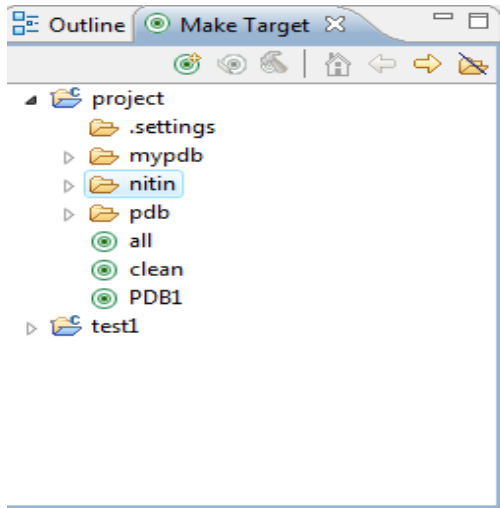 Outline Make Target
project
.settings
mypdb
nitin
pdb
all
clean
PDB1
test1